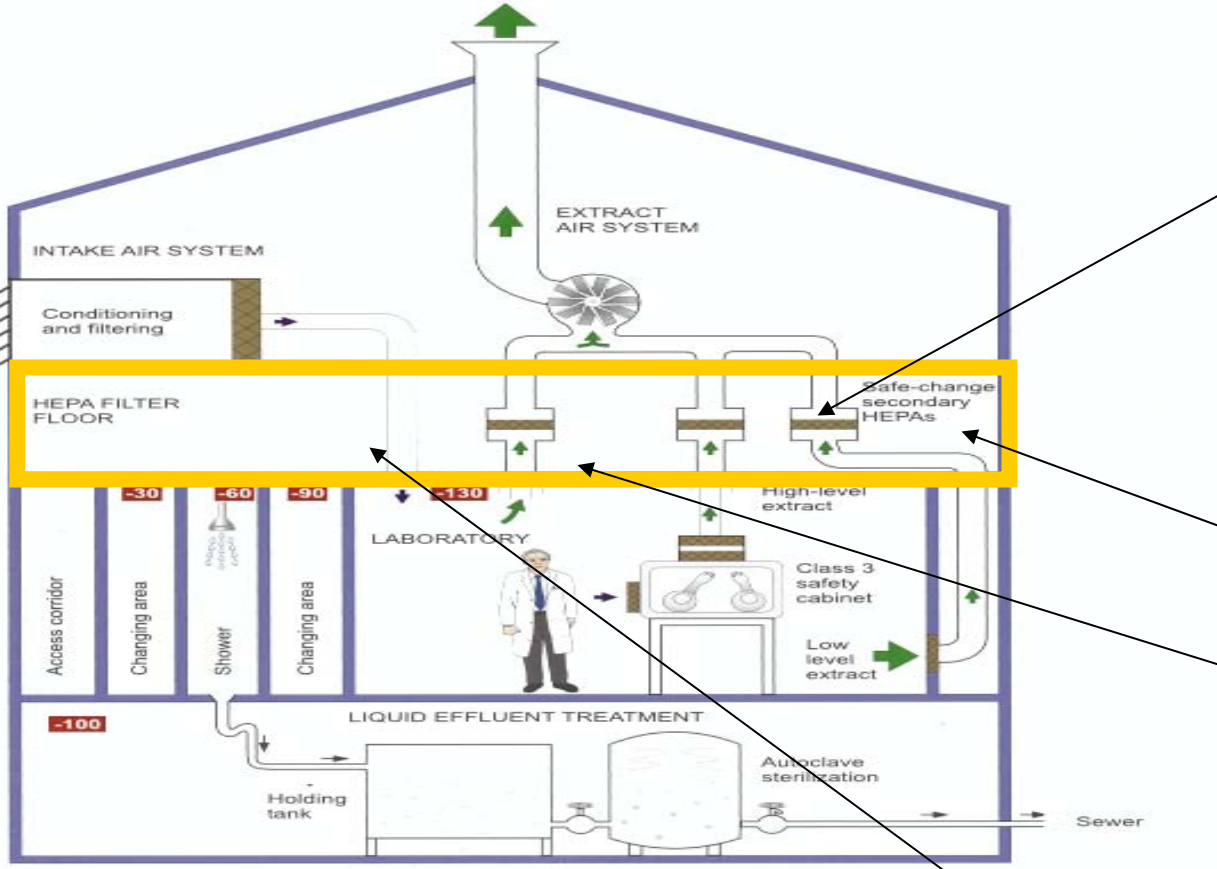 EXTRACT
AIR SYSTEM
INTAKE AIR SYSTEM
Conditioning
and filtering
HEPA FILTER
FLOOR
Safe-change
secondary
HEPAs
-30
-60
-90
-130
High-level
extract
LABORATORY
Class 3
safety
cabinet
Access corridor
Changing area
Shower
Changing area
Low
level
extract
-100
LIQUID EFFLUENT TREATMENT
Autoclave
sterilization
Holding
tank
Sewer